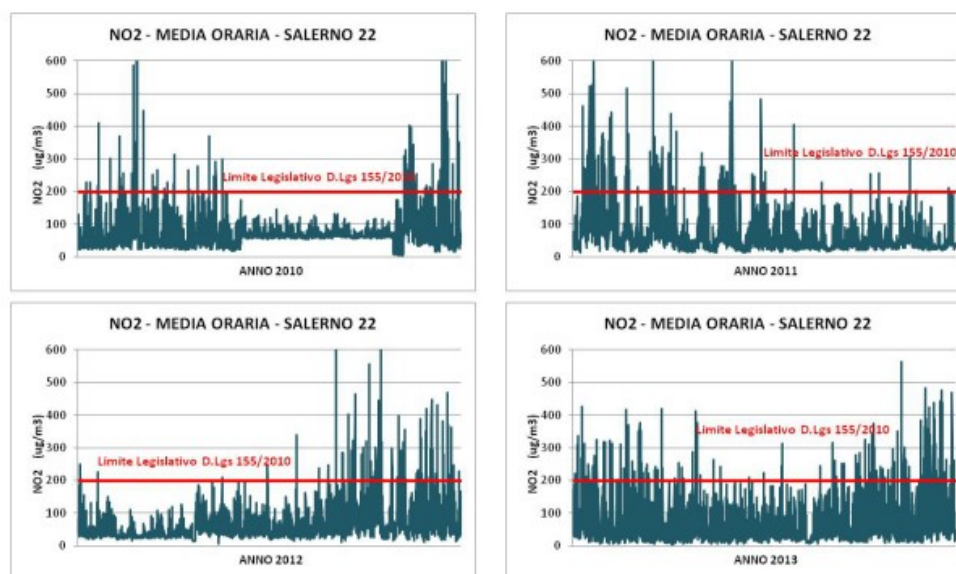 NO2 - MEDIA ORARIA - SALERNO 22
600
500
400
300
200
100
0
NO2 (ug/m3)
Limite Legislativo D.Lgs 155/2010
ANNO 2010
NO2 - MEDIA ORARIA - SALERNO 22
600
500
400
300
200
100
0
NO2 (ug/m3)
Limite Legislativo D.Lgs 155/2010
ANNO 2011
NO2 - MEDIA ORARIA - SALERNO 22
600
500
400
300
200
100
0
NO2 (ug/m3)
Limite Legislativo D.Lgs 155/2010
ANNO 2012
NO2 - MEDIA ORARIA - SALERNO 22
600
500
400
300
200
100
0
NO2 (ug/m3)
Limite Legislativo D.Lgs 155/2010
ANNO 2013